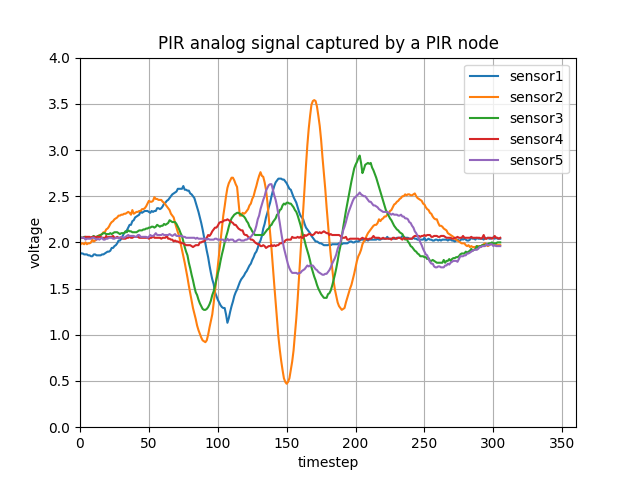 PIR analog signal captured by a PIR node
4.0
3.5
3.0
2.5
2.0
1.5
1.0
0.5
0.0
voltage
sensor1
sensor2
sensor3
sensor4
sensor5
0 50 100 150 200 250 300 350
timestep